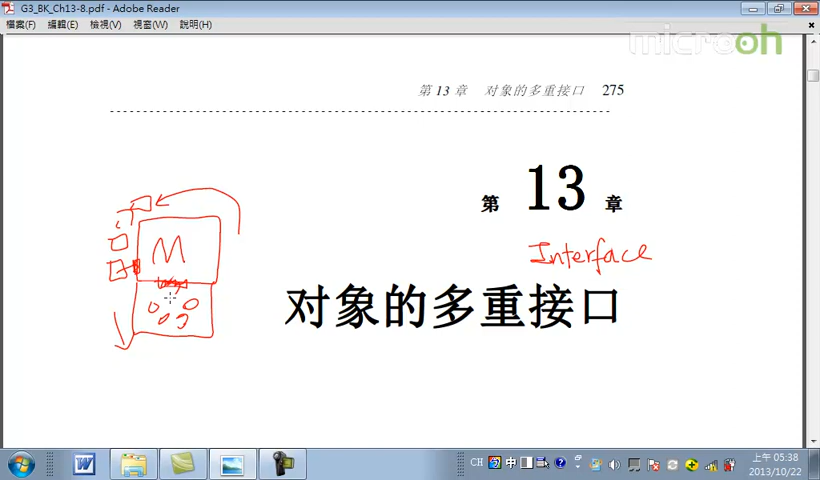 G3_BK_Ch13-8.pdf - Adobe Reader
檔案(F) 編輯(E) 檢視(V) 視窗(W) 說明(H)
microoh
第 13 章 对象的多重接口 275
第 13 章
Interface
对象的多重接口
M
CH 中
上午 05:38
2013/10/22